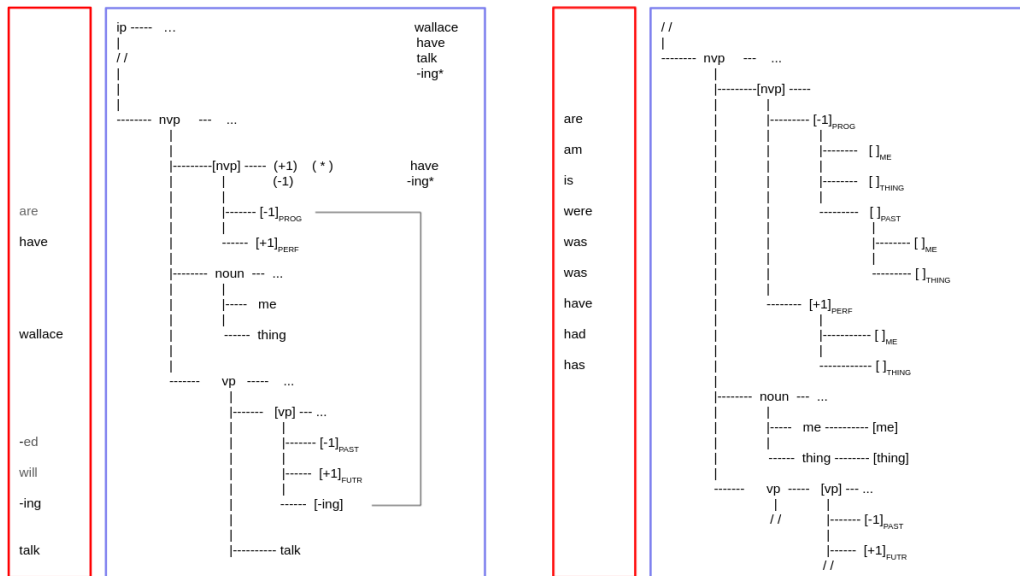 ip ----- ... wallace
have
/ / talk
-ing*
-------- nvp --- ...
|---------[nvp] ----- (+1) ( * ) have
(-1) -ing*
are |------- [-1]PROG
have ------ [+1]PERF
|-------- noun --- ...
|----- me
wallace ------ thing
------- vp ----- ...
|------- [vp] --- ...
-ed |------- [-1]PAST
will |------ [+1]FUTR
-ing ------ [-ing]
talk |---------- talk
/ /
-------- nvp --- ...
|---------[nvp] -----
are |--------- [-1]PROG
am |-------- [ ]ME
is |-------- [ ]THING
were --------- [ ]PAST
was |-------- [ ]ME
was --------- [ ]THING
have -------- [+1]PERF
had |----------- [ ]ME
has ------------ [ ]THING
|-------- noun --- ...
|----- me ---------- [me]
------ thing -------- [thing]
------- vp ----- [vp] --- ...
/ / |------- [-1]PAST
|------ [+1]FUTR
/ /